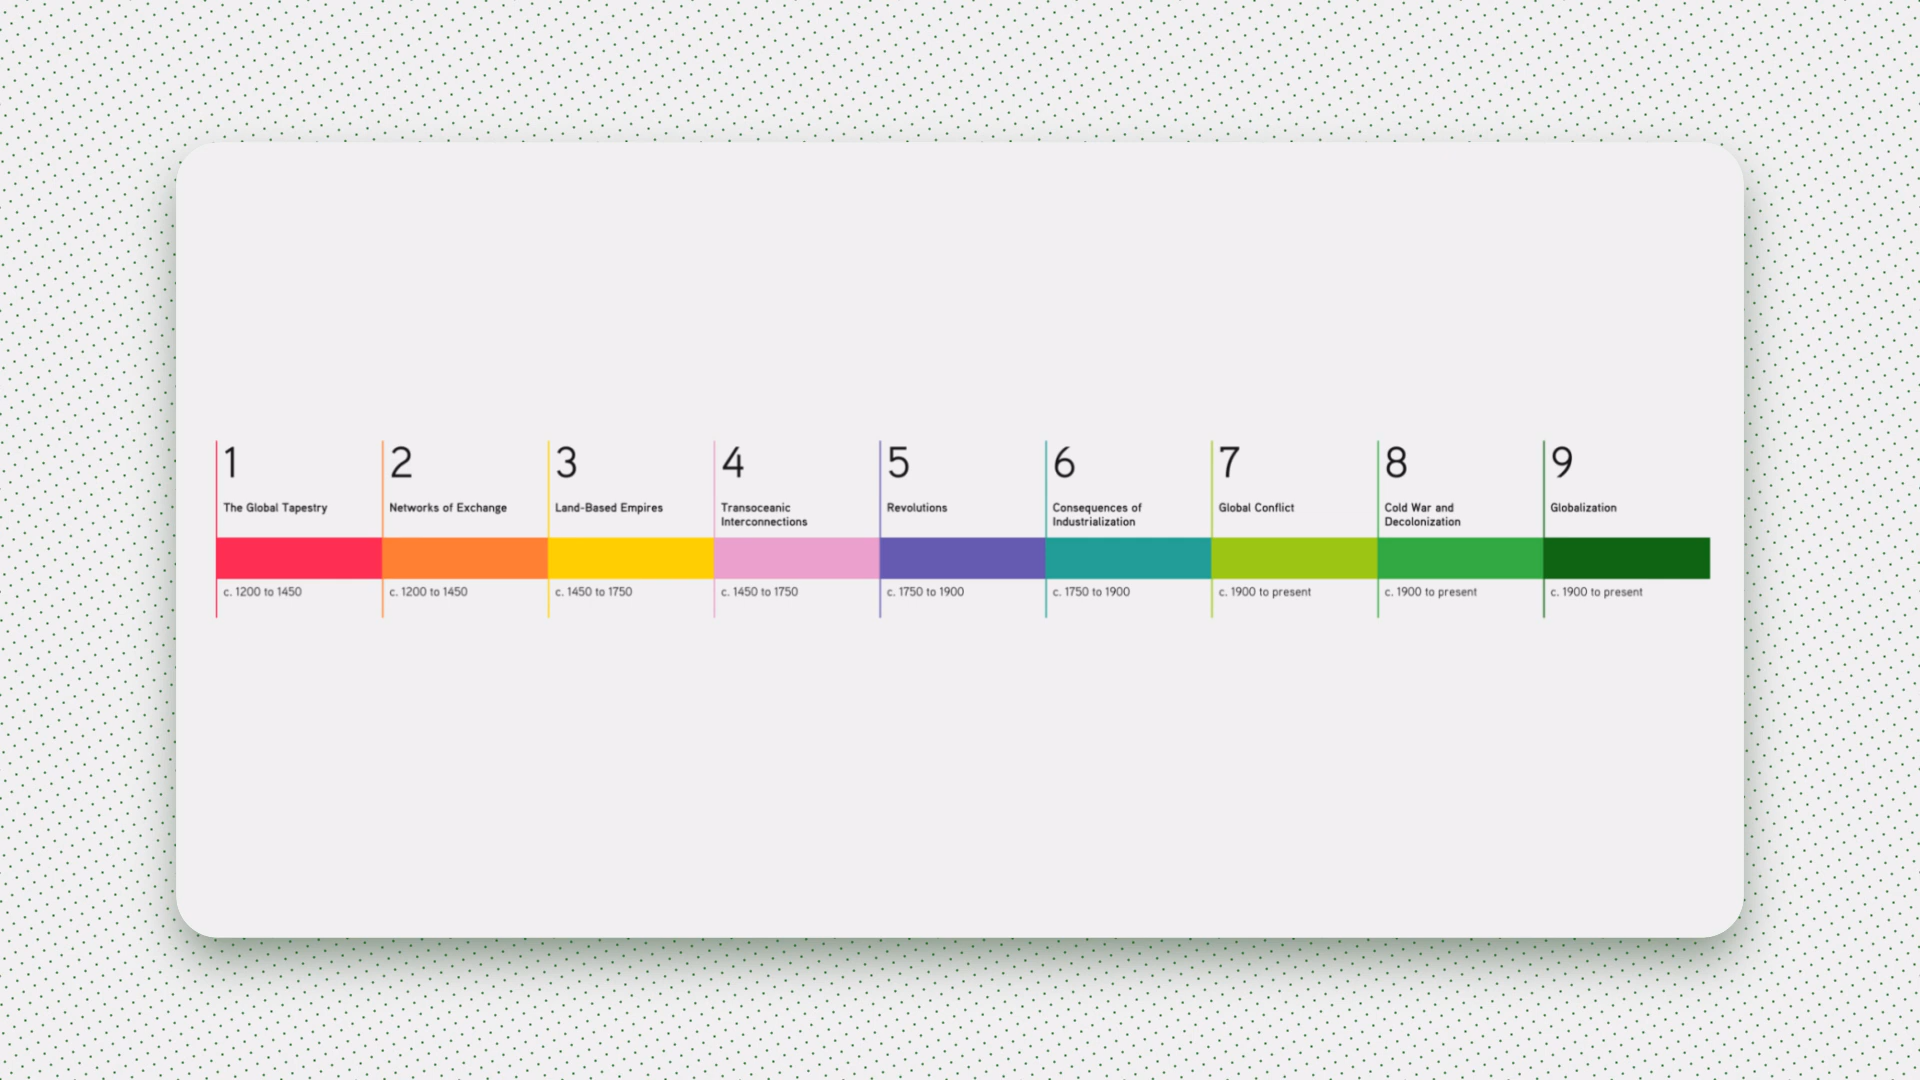 1
The Global Tapestry
c. 1200 to 1450
2
Networks of Exchange
c. 1200 to 1450
3
Land-Based Empires
c. 1450 to 1750
4
Transoceanic
Interconnections
c. 1450 to 1750
5
Revolutions
c. 1750 to 1900
6
Consequences of
Industrialization
c. 1750 to 1900
7
Global Conflict
c. 1900 to present
8
Cold War and
Decolonization
c. 1900 to present
9
Globalization
c. 1900 to present